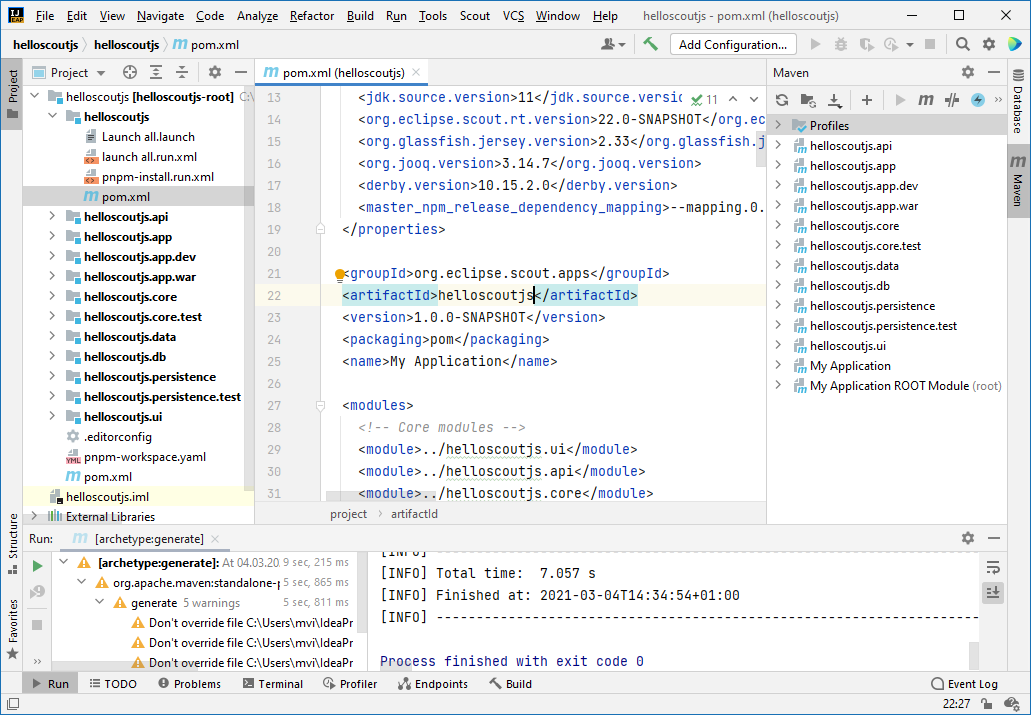 File Edit View Navigate Code Analyze Refactor Build Run Tools Scout VCS Window Help helloscoutjs - pom.xml (helloscoutjs)
helloscoutjs helloscoutjs pom.xml Add Configuration...
Project
Project
helloscoutjs [helloscoutjs-root] C:\
helloscoutjs
Launch all.launch
launch all.run.xml
pnpm-install.run.xml
pom.xml
helloscoutjs.api
helloscoutjs.app
helloscoutjs.app.dev
helloscoutjs.app.war
helloscoutjs.core
helloscoutjs.core.test
helloscoutjs.data
helloscoutjs.db
helloscoutjs.persistence
helloscoutjs.persistence.test
helloscoutjs.ui
.editorconfig
pnpm-workspace.yaml
pom.xml
helloscoutjs.iml
External Libraries
Structure
Favorites
pom.xml (helloscoutjs)
11
13 <jdk.source.version>11</jdk.source.versic
14 <org.eclipse.scout.rt.version>22.0-SNAPSHOT</org.ec
15 <org.glassfish.jersey.version>2.33</org.glassfish.j
16 <org.jooq.version>3.14.7</org.jooq.version>
17 <derby.version>10.15.2.0</derby.version>
18 <master_npm_release_dependency_mapping>--mapping.0.
19 </properties>
20
21 <groupId>org.eclipse.scout.apps</groupId>
22 <artifactId>helloscoutjs</artifactId>
23 <version>1.0.0-SNAPSHOT</version>
24 <packaging>pom</packaging>
25 <name>My Application</name>
26
27 <modules>
28 <!-- Core modules -->
29 <module>../helloscoutjs.ui</module>
30 <module>../helloscoutjs.api</module>
31 <module>../helloscoutjs.core</module>
project artifactId
Maven
Profiles
helloscoutjs.api
helloscoutjs.app
helloscoutjs.app.dev
helloscoutjs.app.war
helloscoutjs.core
helloscoutjs.core.test
helloscoutjs.data
helloscoutjs.db
helloscoutjs.persistence
helloscoutjs.persistence.test
helloscoutjs.ui
My Application
My Application ROOT Module (root)
Database
Maven
Run: [archetype:generate]
[archetype:generate]: At 04.03.20 9 sec, 215 ms
org.apache.maven:standalone-p 5 sec, 865 ms
generate 5 warnings 5 sec, 811 ms
Don't override file C:\Users\mvi\IdeaPr
Don't override file C:\Users\mvi\IdeaPr
Don't override file C:\Users\mvi\IdeaPr
[INFO] ------------------------------------------------------------------------
[INFO] Total time:  7.057 s
[INFO] Finished at: 2021-03-04T14:34:54+01:00
[INFO] ------------------------------------------------------------------------
Process finished with exit code 0
Run TODO Problems Terminal Profiler Endpoints Build Event Log
22:27